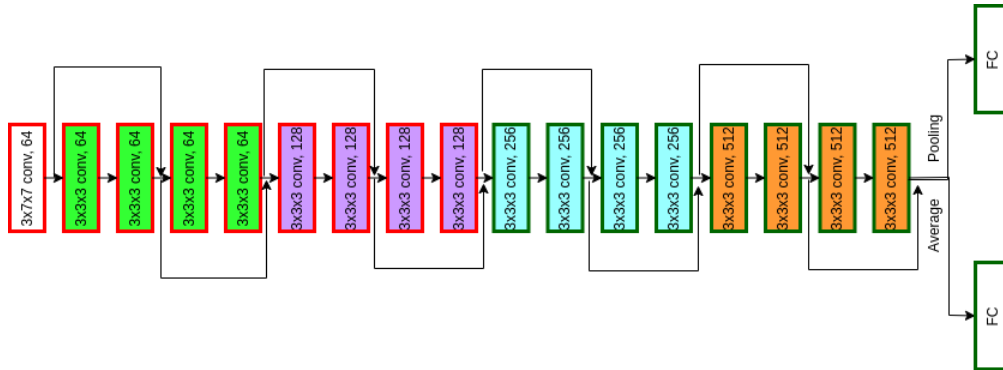 3x7x7 conv, 64
3x3x3 conv, 64
3x3x3 conv, 64
3x3x3 conv, 64
3x3x3 conv, 64
3x3x3 conv, 128
3x3x3 conv, 128
3x3x3 conv, 128
3x3x3 conv, 128
3x3x3 conv, 256
3x3x3 conv, 256
3x3x3 conv, 256
3x3x3 conv, 256
3x3x3 conv, 512
3x3x3 conv, 512
3x3x3 conv, 512
3x3x3 conv, 512
Average
Pooling
FC
FC